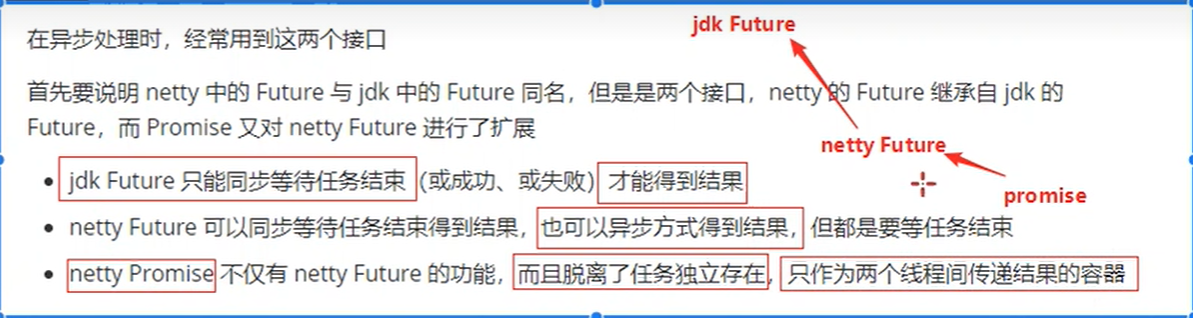 jdk Future
在异步处理时，经常用到这两个接口
首先要说明 netty 中的 Future 与 jdk 中的 Future 同名，但是是两个接口，netty 的 Future 继承自 jdk 的
Future，而 Promise 又对 netty Future 进行了扩展
netty Future
jdk Future 只能同步等待任务结束（或成功、或失败）才能得到结果
promise
netty Future 可以同步等待任务结束得到结果，也可以异步方式得到结果，但都是要等任务结束
netty Promise 不仅有 netty Future 的功能，而且脱离了任务独立存在，只作为两个线程间传递结果的容器